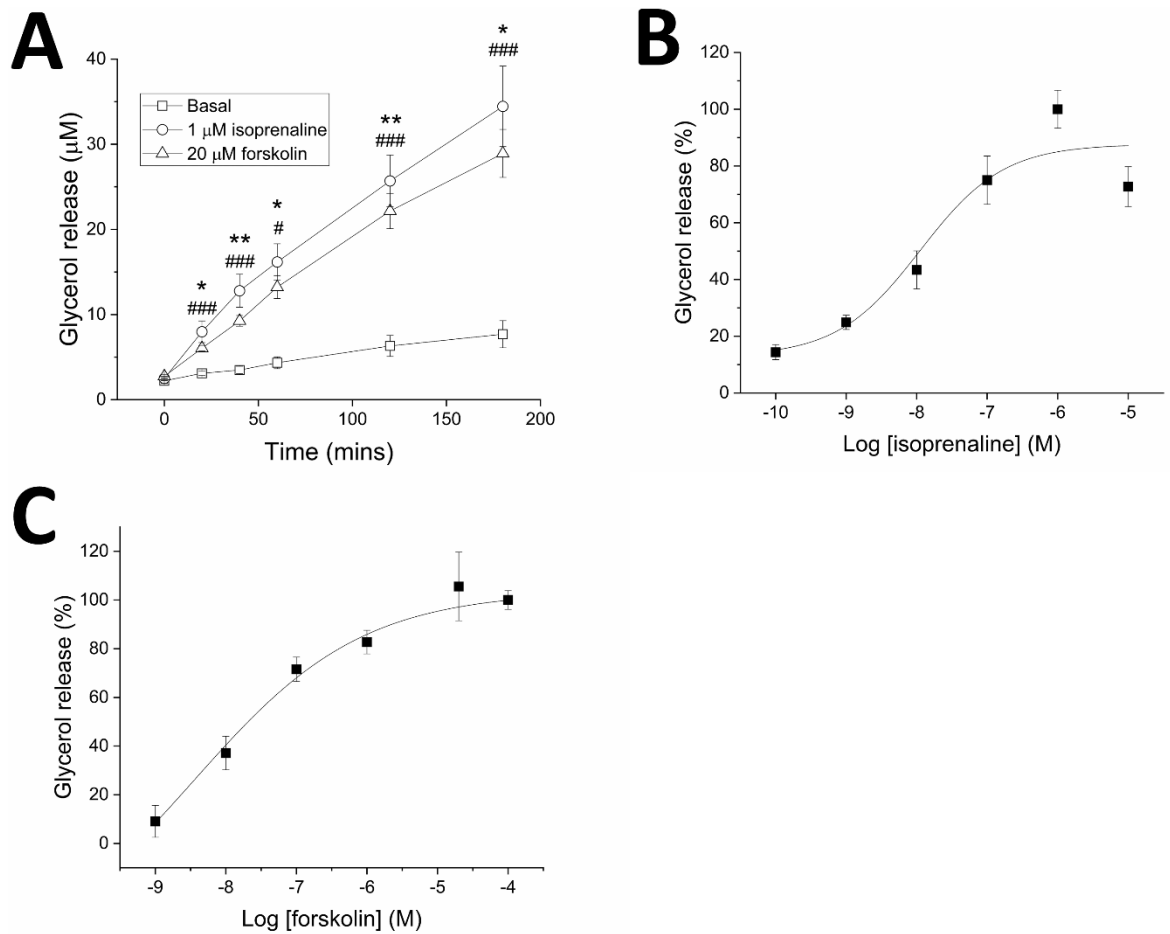 A
Glycerol release (μM)
40
30
20
10
0
Basal
1 μM isoprenaline
20 μM forskolin
*
###
**
###
*
#
**
###
*
###
0 50 100 150 200
Time (mins)
B
Glycerol release (%)
120
100
80
60
40
20
0
-10 -9 -8 -7 -6 -5
Log [isoprenaline] (M)
C
Glycerol release (%)
120
100
80
60
40
20
0
-9 -8 -7 -6 -5 -4
Log [forskolin] (M)